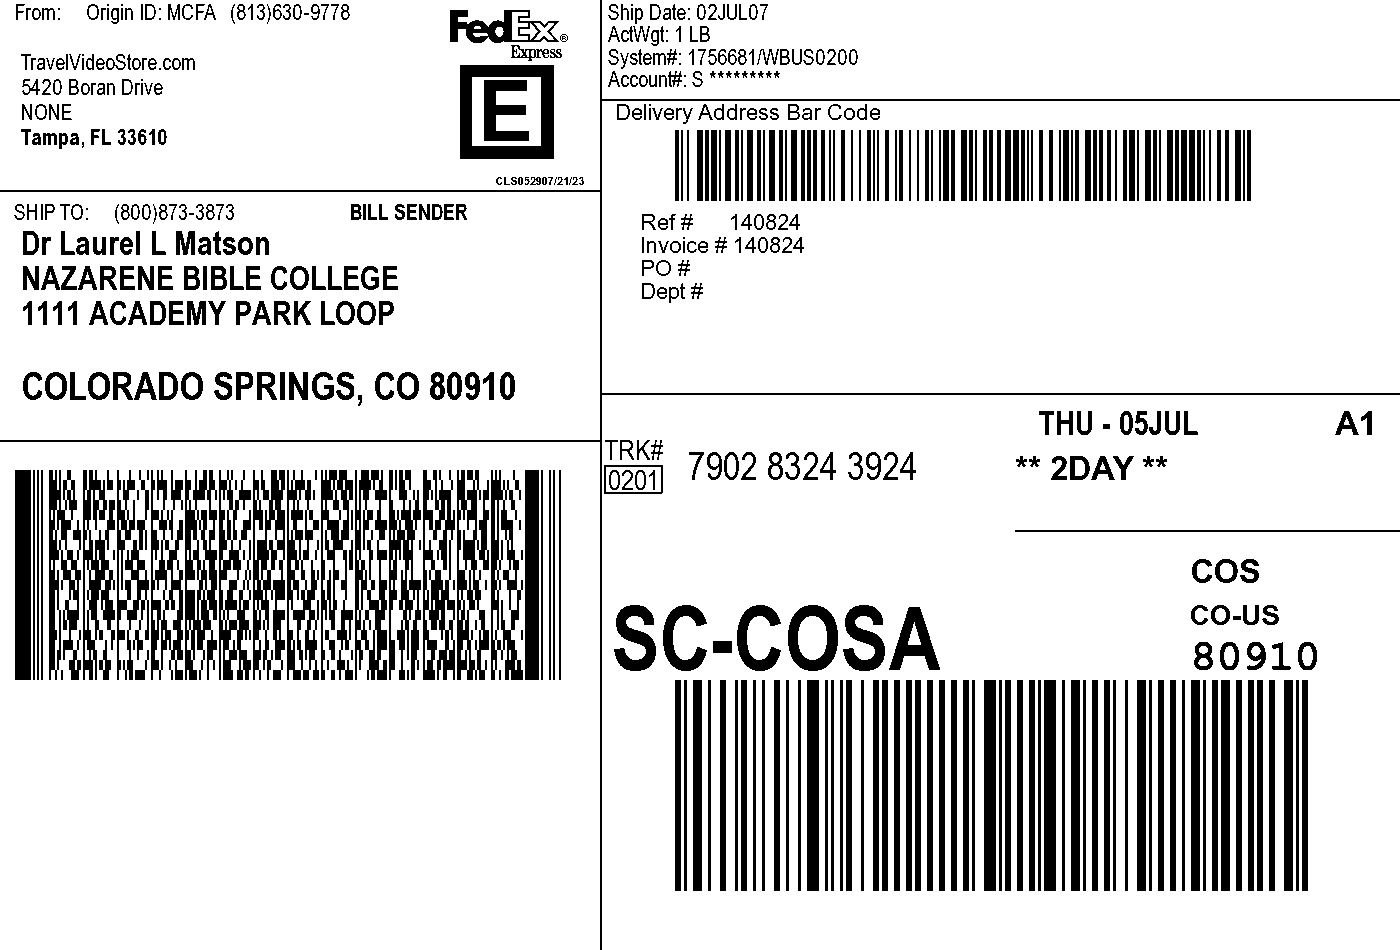 From: Origin ID: MCFA (813)630-9778
TravelVideoStore.com
5420 Boran Drive
NONE
Tampa, FL 33610
FedEx®
Express
E
CLS052907/21/23
Ship Date: 02JUL07
ActWgt: 1 LB
System#: 1756681/WBUS0200
Account#: S *********
Delivery Address Bar Code
Ref # 140824
Invoice # 140824
PO #
Dept #
SHIP TO: (800)873-3873 BILL SENDER
Dr Laurel L Matson
NAZARENE BIBLE COLLEGE
1111 ACADEMY PARK LOOP
COLORADO SPRINGS, CO 80910
THU - 05JUL A1
TRK#
0201
7902 8324 3924
** 2DAY **
COS
SC-COSA
CO-US
80910